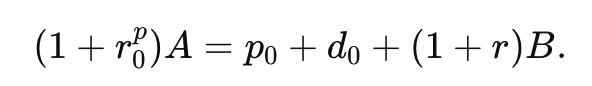 (1 + r₀ᵖ)A = p₀ + d₀ + (1 + r)B.